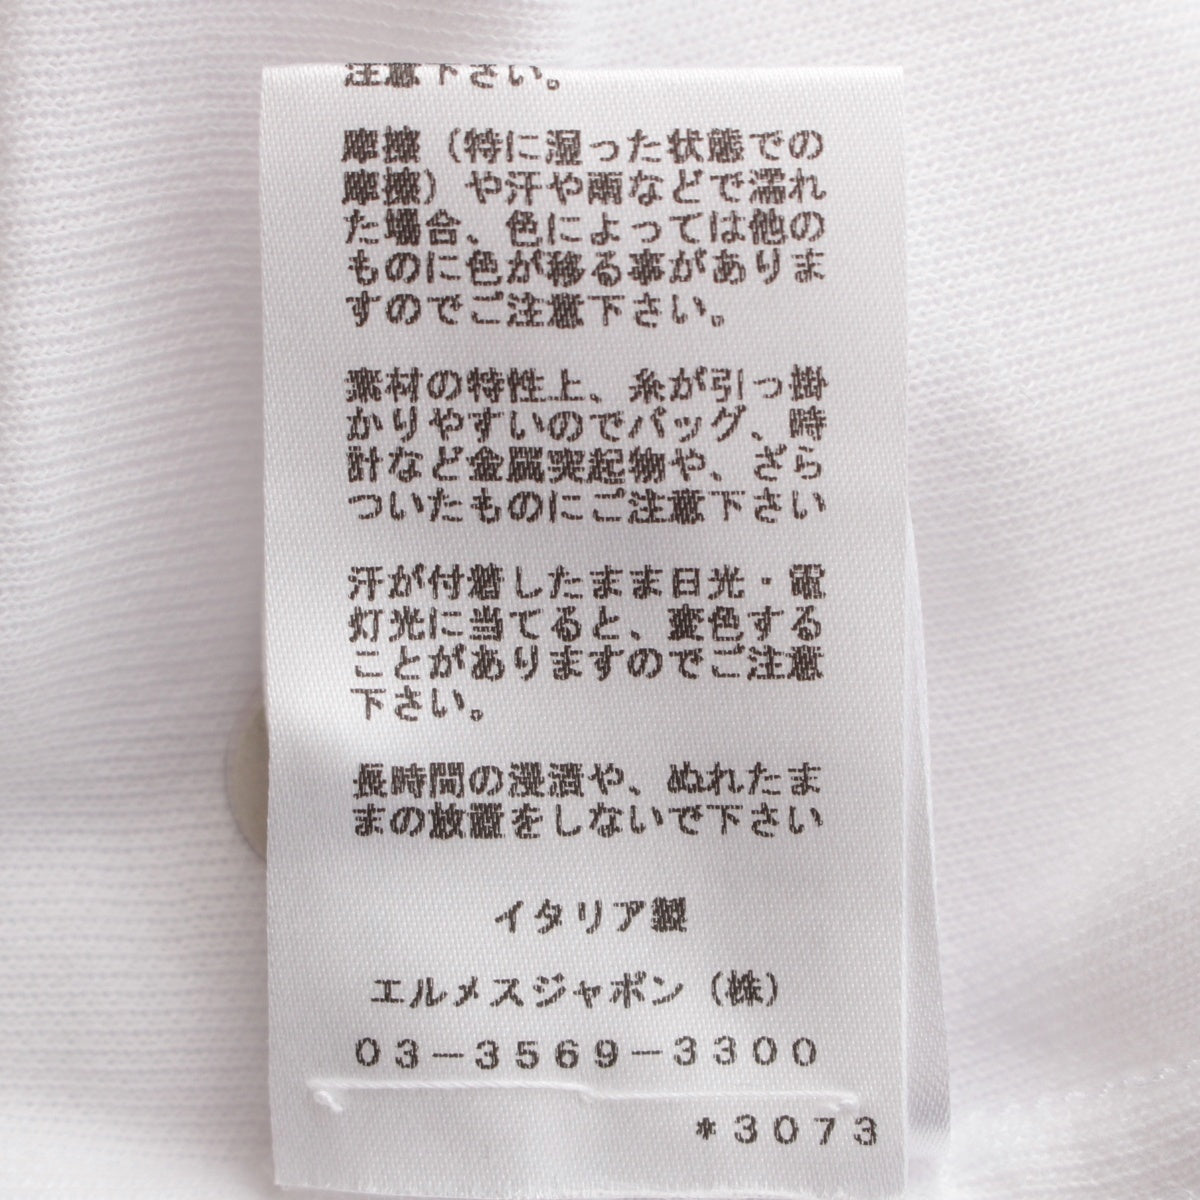 注意下さい。
摩擦（特に湿った状態での
摩擦）や汗や雨などで濡れ
た場合、色によっては他の
ものに色が移る事がありま
すのでご注意下さい。
素材の特性上、糸が引っ掛
かりやすいのでバッグ、時
計など金属突起物や、ざら
ついたものにご注意下さい
汗が付着したまま日光・電
灯光に当てると、変色する
ことがありますのでご注意
下さい。
長時間の浸漬や、ぬれたま
まの放置をしないで下さい
イタリア製
エルメスジャポン（株）
03-3569-3300
*3073